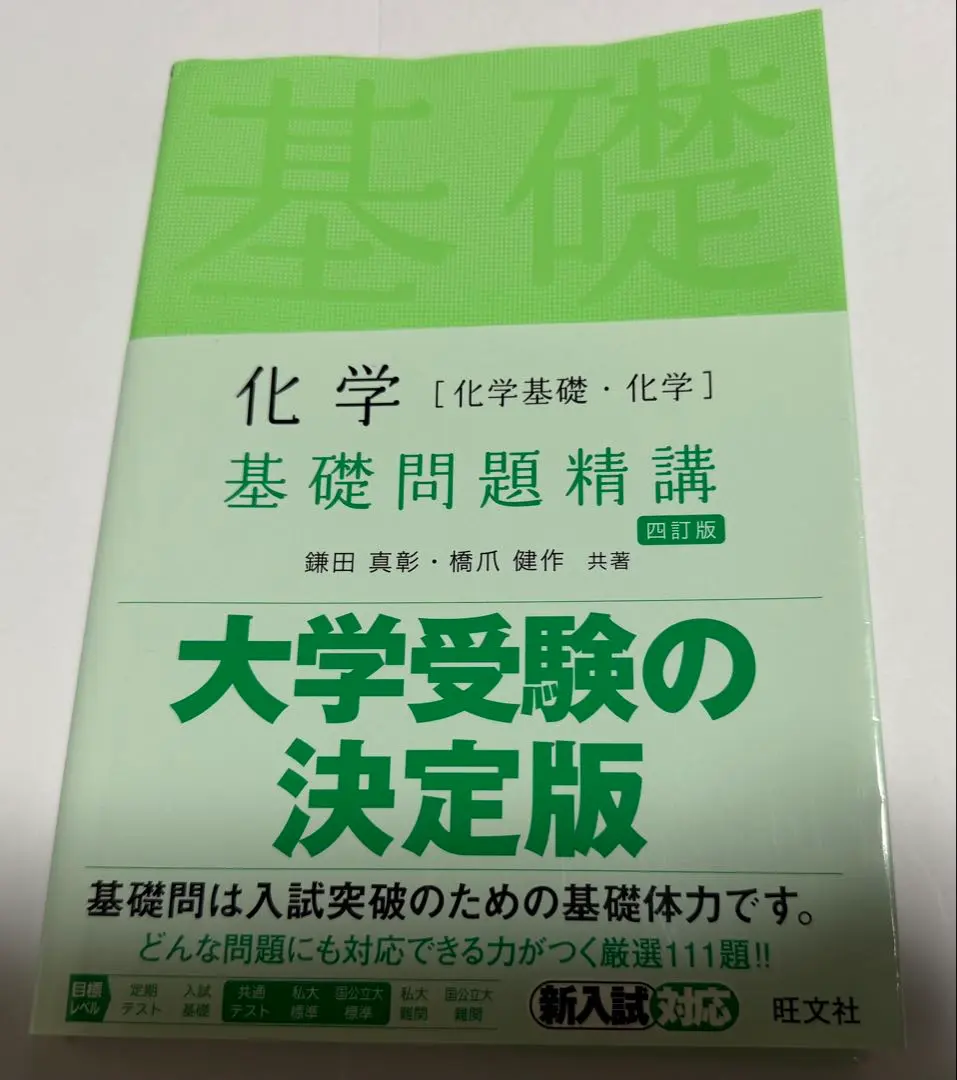 基礎
化学 [化学基礎・化学]
基礎問題精講
四訂版
鎌田 真彰・橋爪 健作 共著
大学受験の
決定版
基礎問は入試突破のための基礎体力です。
どんな問題にも対応できる力がつく厳選111題!!
目標レベル
定期テスト
入試基礎
共通テスト
私大標準
国公立大標準
私大難関
国公立大難関
新入試対応
旺文社